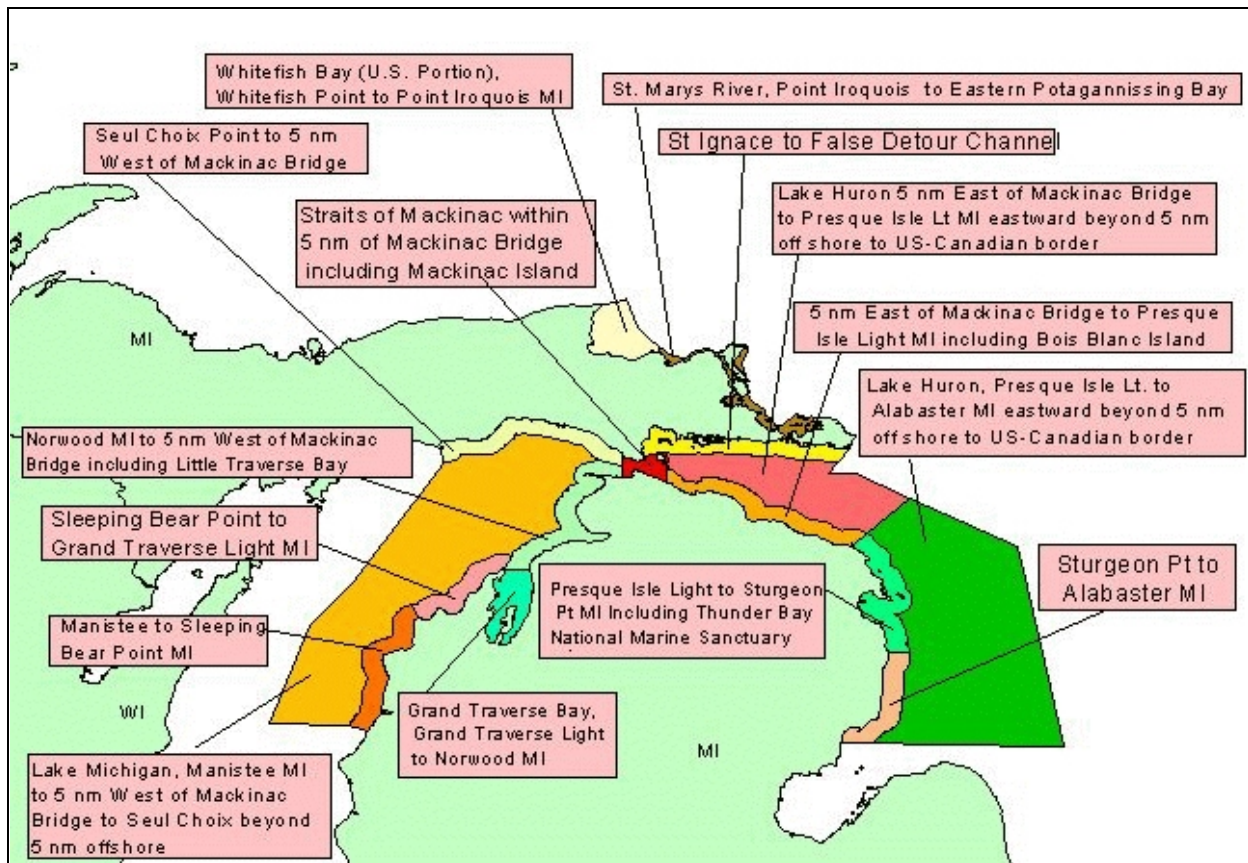 Whitefish Bay (U.S. Portion),
Whitefish Point to Point Iroquois MI
St. Marys River, Point Iroquois to Eastern Potagannissing Bay
Seul Choix Point to 5 nm
West of Mackinac Bridge
St Ignace to False Detour Channel
Straits of Mackinac within
5 nm of Mackinac Bridge
including Mackinac Island
Lake Huron 5 nm East of Mackinac Bridge
to Presque Isle Lt MI eastward beyond 5 nm
off shore to US-Canadian border
MI
5 nm East of Mackinac Bridge to Presque
Isle Light MI including Bois Blanc Island
Lake Huron, Presque Isle Lt. to
Alabaster MI eastward beyond 5 nm
off shore to US-Canadian border
Norwood MI to 5 nm West of Mackinac
Bridge including Little Traverse Bay
Sleeping Bear Point to
Grand Traverse Light MI
Sturgeon Pt to
Alabaster MI
Presque Isle Light to Sturgeon
Pt MI Including Thunder Bay
National Marine Sanctuary
Manistee to Sleeping
Bear Point MI
WI
Grand Traverse Bay,
Grand Traverse Light
to Norwood MI
MI
Lake Michigan, Manistee MI
to 5 nm West of Mackinac
Bridge to Seul Choix beyond
5 nm offshore